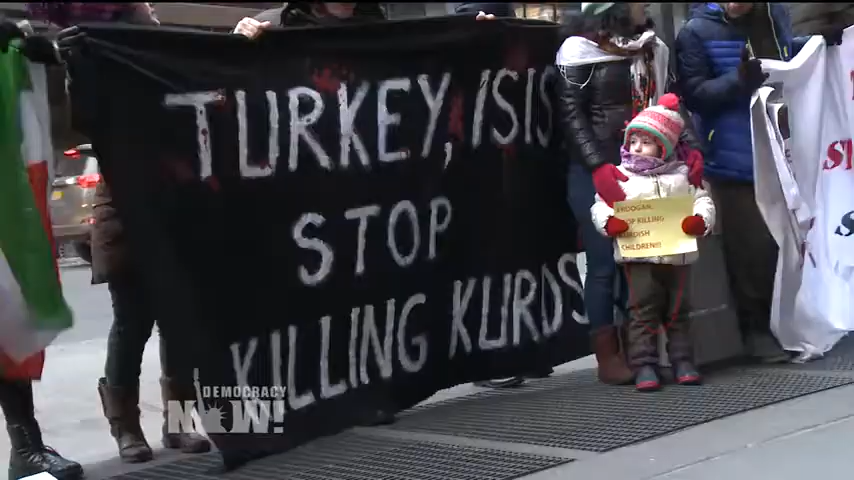 TURKEY, ISIS
STOP
KILLING KURDS
ERDOGAN,
STOP KILLING
KURDISH
CHILDREN!!!
DEMOCRACY
NOW!